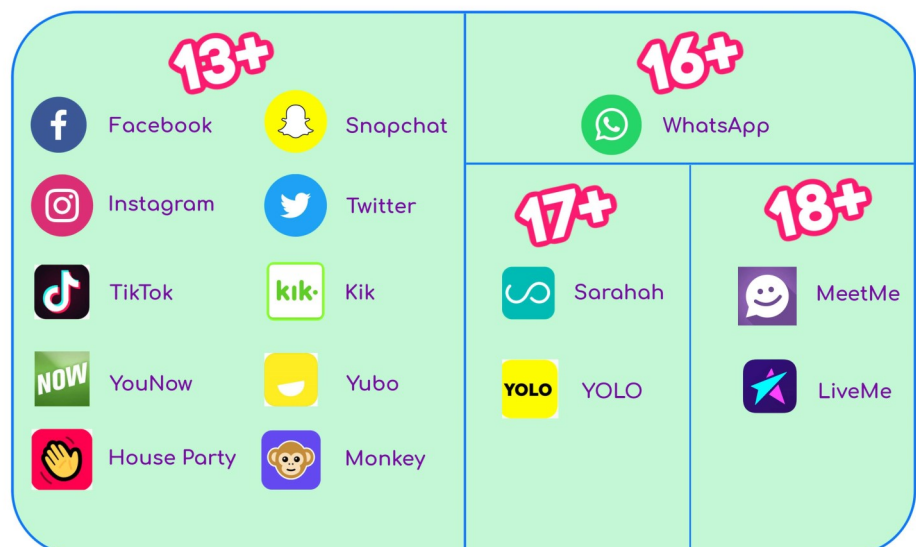 13+
f Facebook
Snapchat
Instagram
Twitter
TikTok
kik· Kik
NOW YouNow
Yubo
House Party
Monkey
16+
WhatsApp
17+
Sarahah
YOLO YOLO
18+
MeetMe
LiveMe